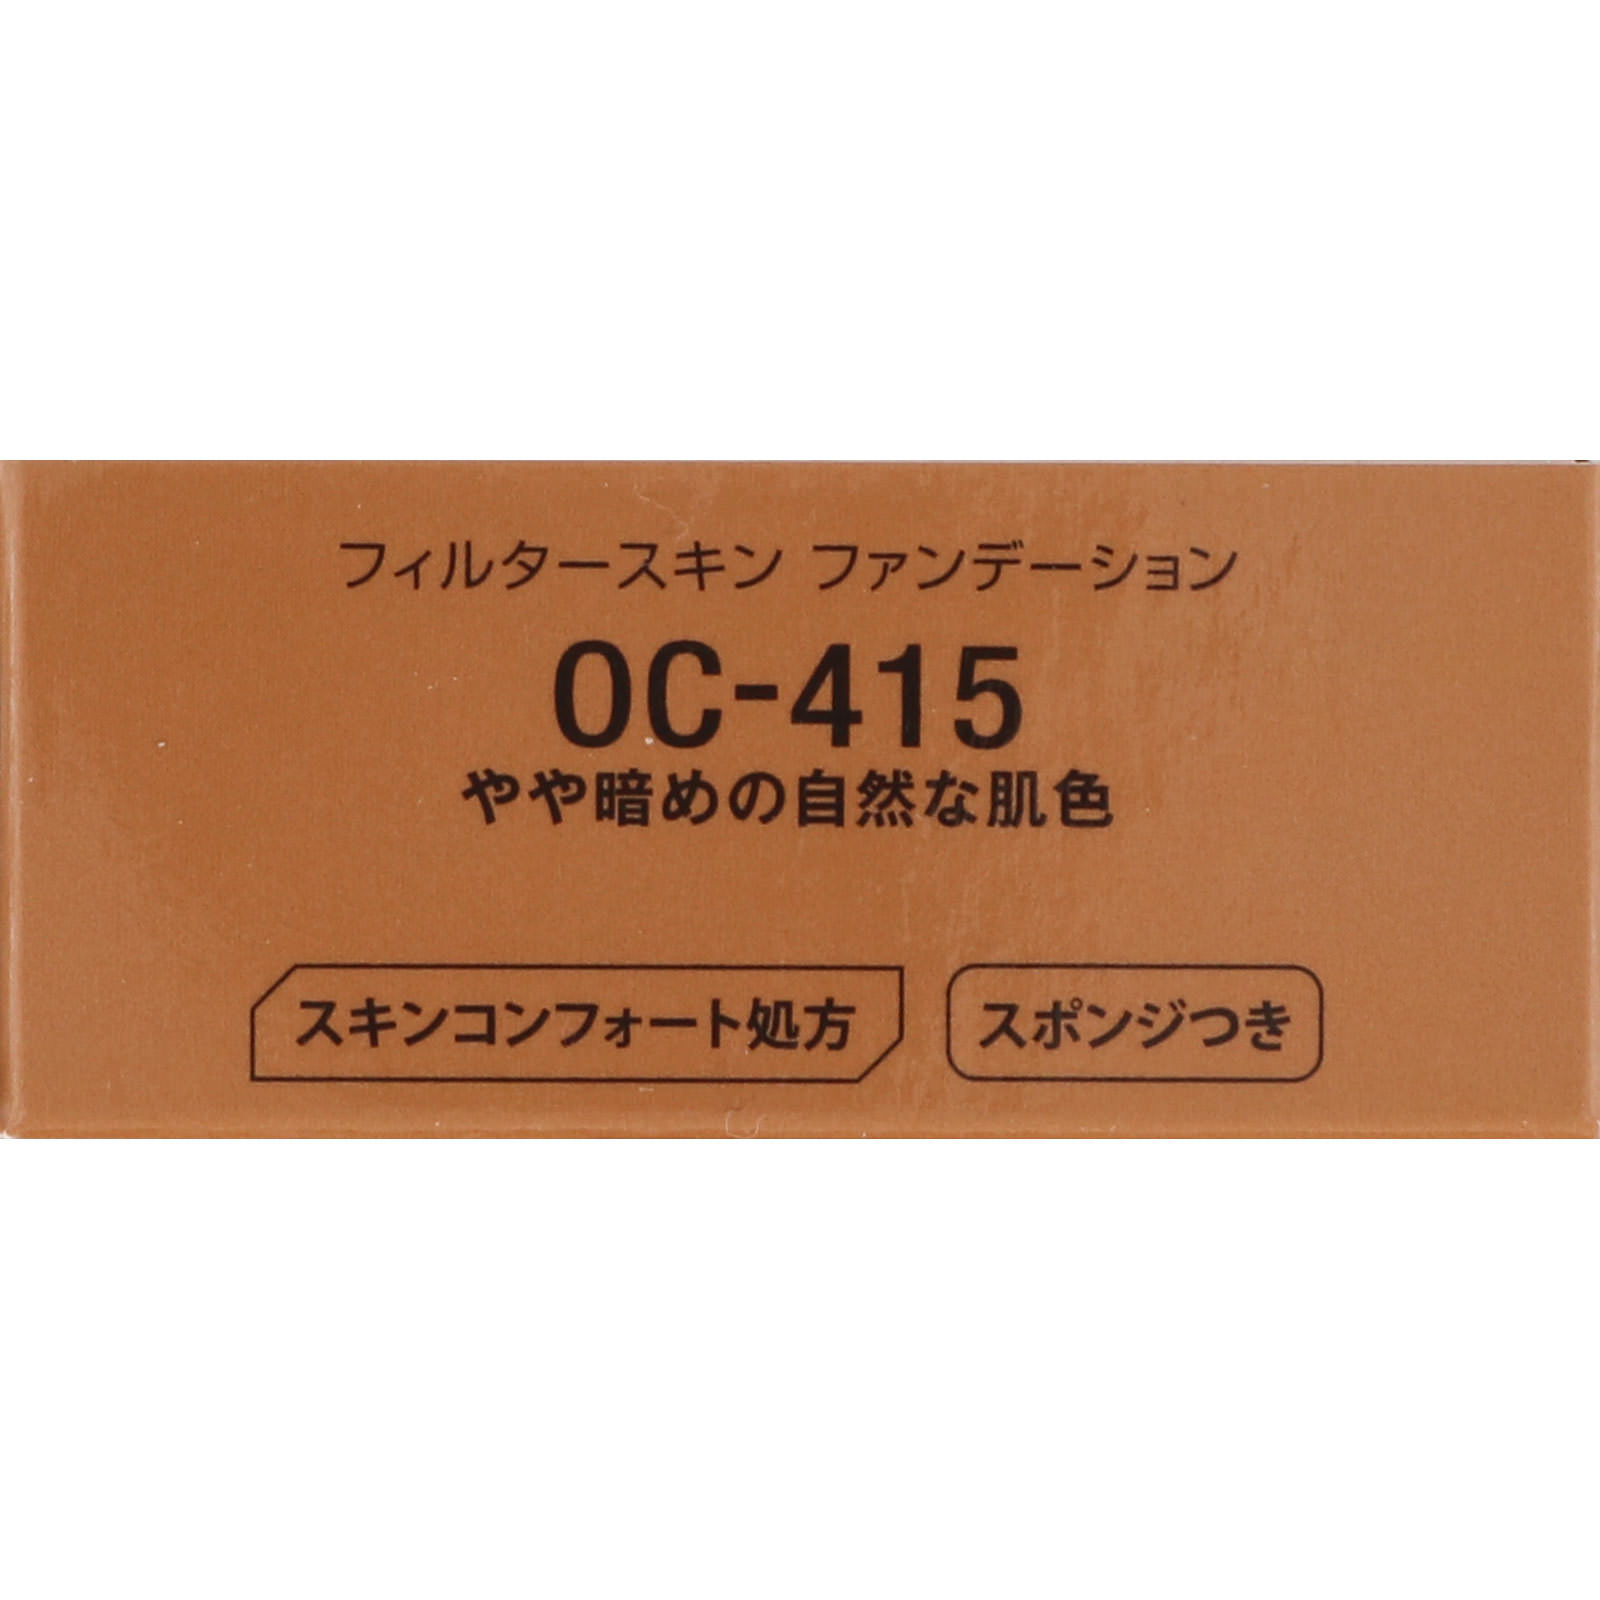 フィルタースキン ファンデーション
OC-415
やや暗めの自然な肌色
スキンコンフォート処方
スポンジつき